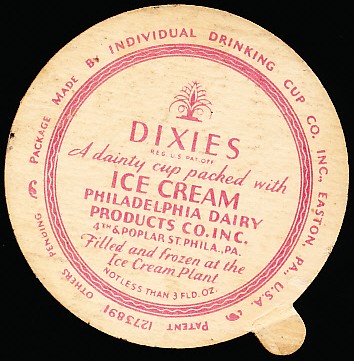 PACKAGE MADE BY INDIVIDUAL DRINKING CUP CO. INC., EASTON, PA., U.S.A.
PATENT 1273891 OTHERS PENDING
DIXIES
REG. U.S. PAT. OFF.
A dainty cup packed with
ICE CREAM
PHILADELPHIA DAIRY
PRODUCTS CO. INC.
4TH & POPLAR ST. PHILA., PA.
Filled and frozen at the
Ice Cream Plant
NOT LESS THAN 3 FLD. OZ.